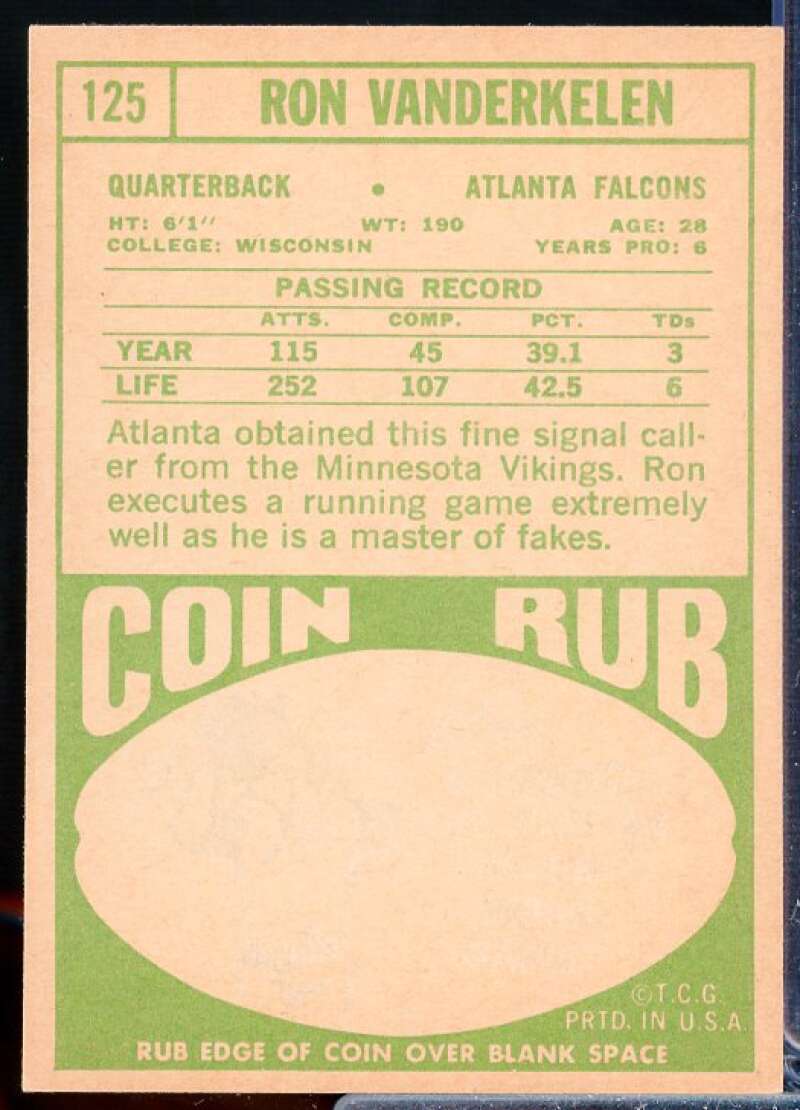 125 RON VANDERKELEN
QUARTERBACK • ATLANTA FALCONS
HT: 6'1" WT: 190 AGE: 28
COLLEGE: WISCONSIN YEARS PRO: 6
PASSING RECORD
ATTS. COMP. PCT. TDs
YEAR 115 45 39.1 3
LIFE 252 107 42.5 6
Atlanta obtained this fine signal call-
er from the Minnesota Vikings. Ron
executes a running game extremely
well as he is a master of fakes.
COIN RUB
©T.C.G.
PRTD. IN U.S.A.
RUB EDGE OF COIN OVER BLANK SPACE